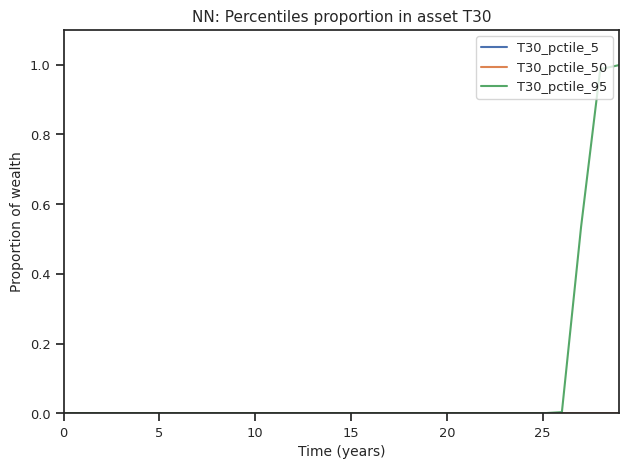 NN: Percentiles proportion in asset T30
T30_pctile_5
T30_pctile_50
T30_pctile_95
1.0
0.8
0.6
0.4
0.2
0.0
Proportion of wealth
0 5 10 15 20 25
Time (years)